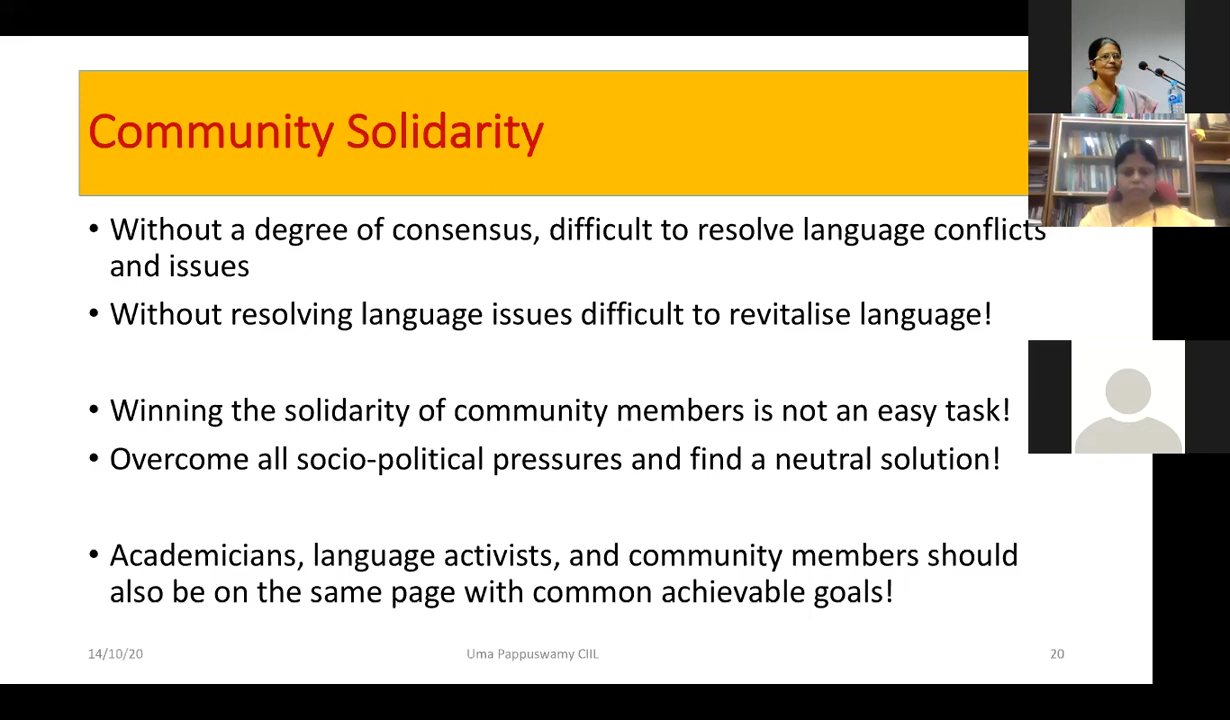 Community Solidarity
• Without a degree of consensus, difficult to resolve language conflicts
and issues
• Without resolving language issues difficult to revitalise language!
• Winning the solidarity of community members is not an easy task!
• Overcome all socio-political pressures and find a neutral solution!
• Academicians, language activists, and community members should
also be on the same page with common achievable goals!
14/10/20
Uma Pappuswamy CIIL
20